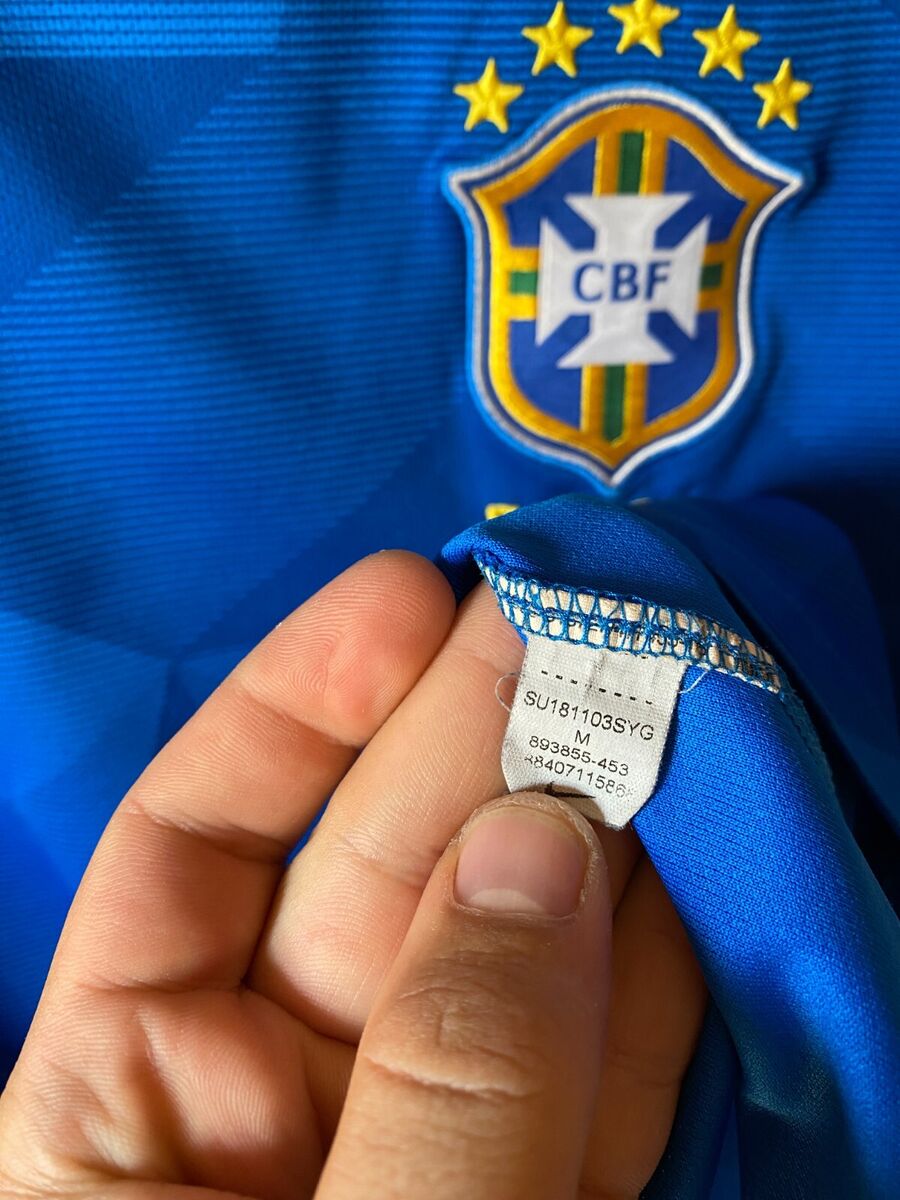 CBF
SU181103SYG
M
893855-453